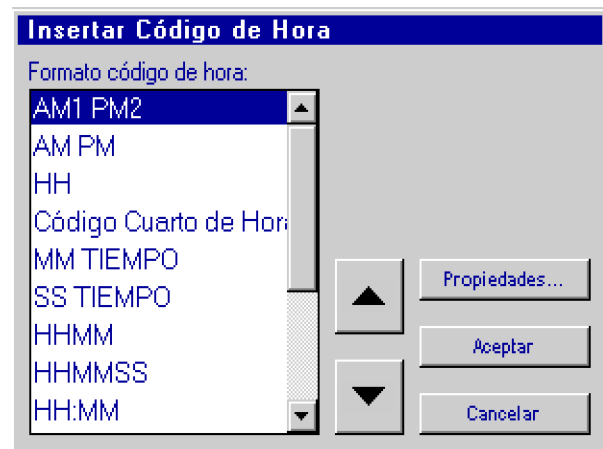 Insertar Código de Hora
Formato código de hora:
AM1 PM2
AM PM
HH
Código Cuarto de Hor
MM TIEMPO
SS TIEMPO
HHMM
HHMMSS
HH:MM
Propiedades...
Aceptar
Cancelar